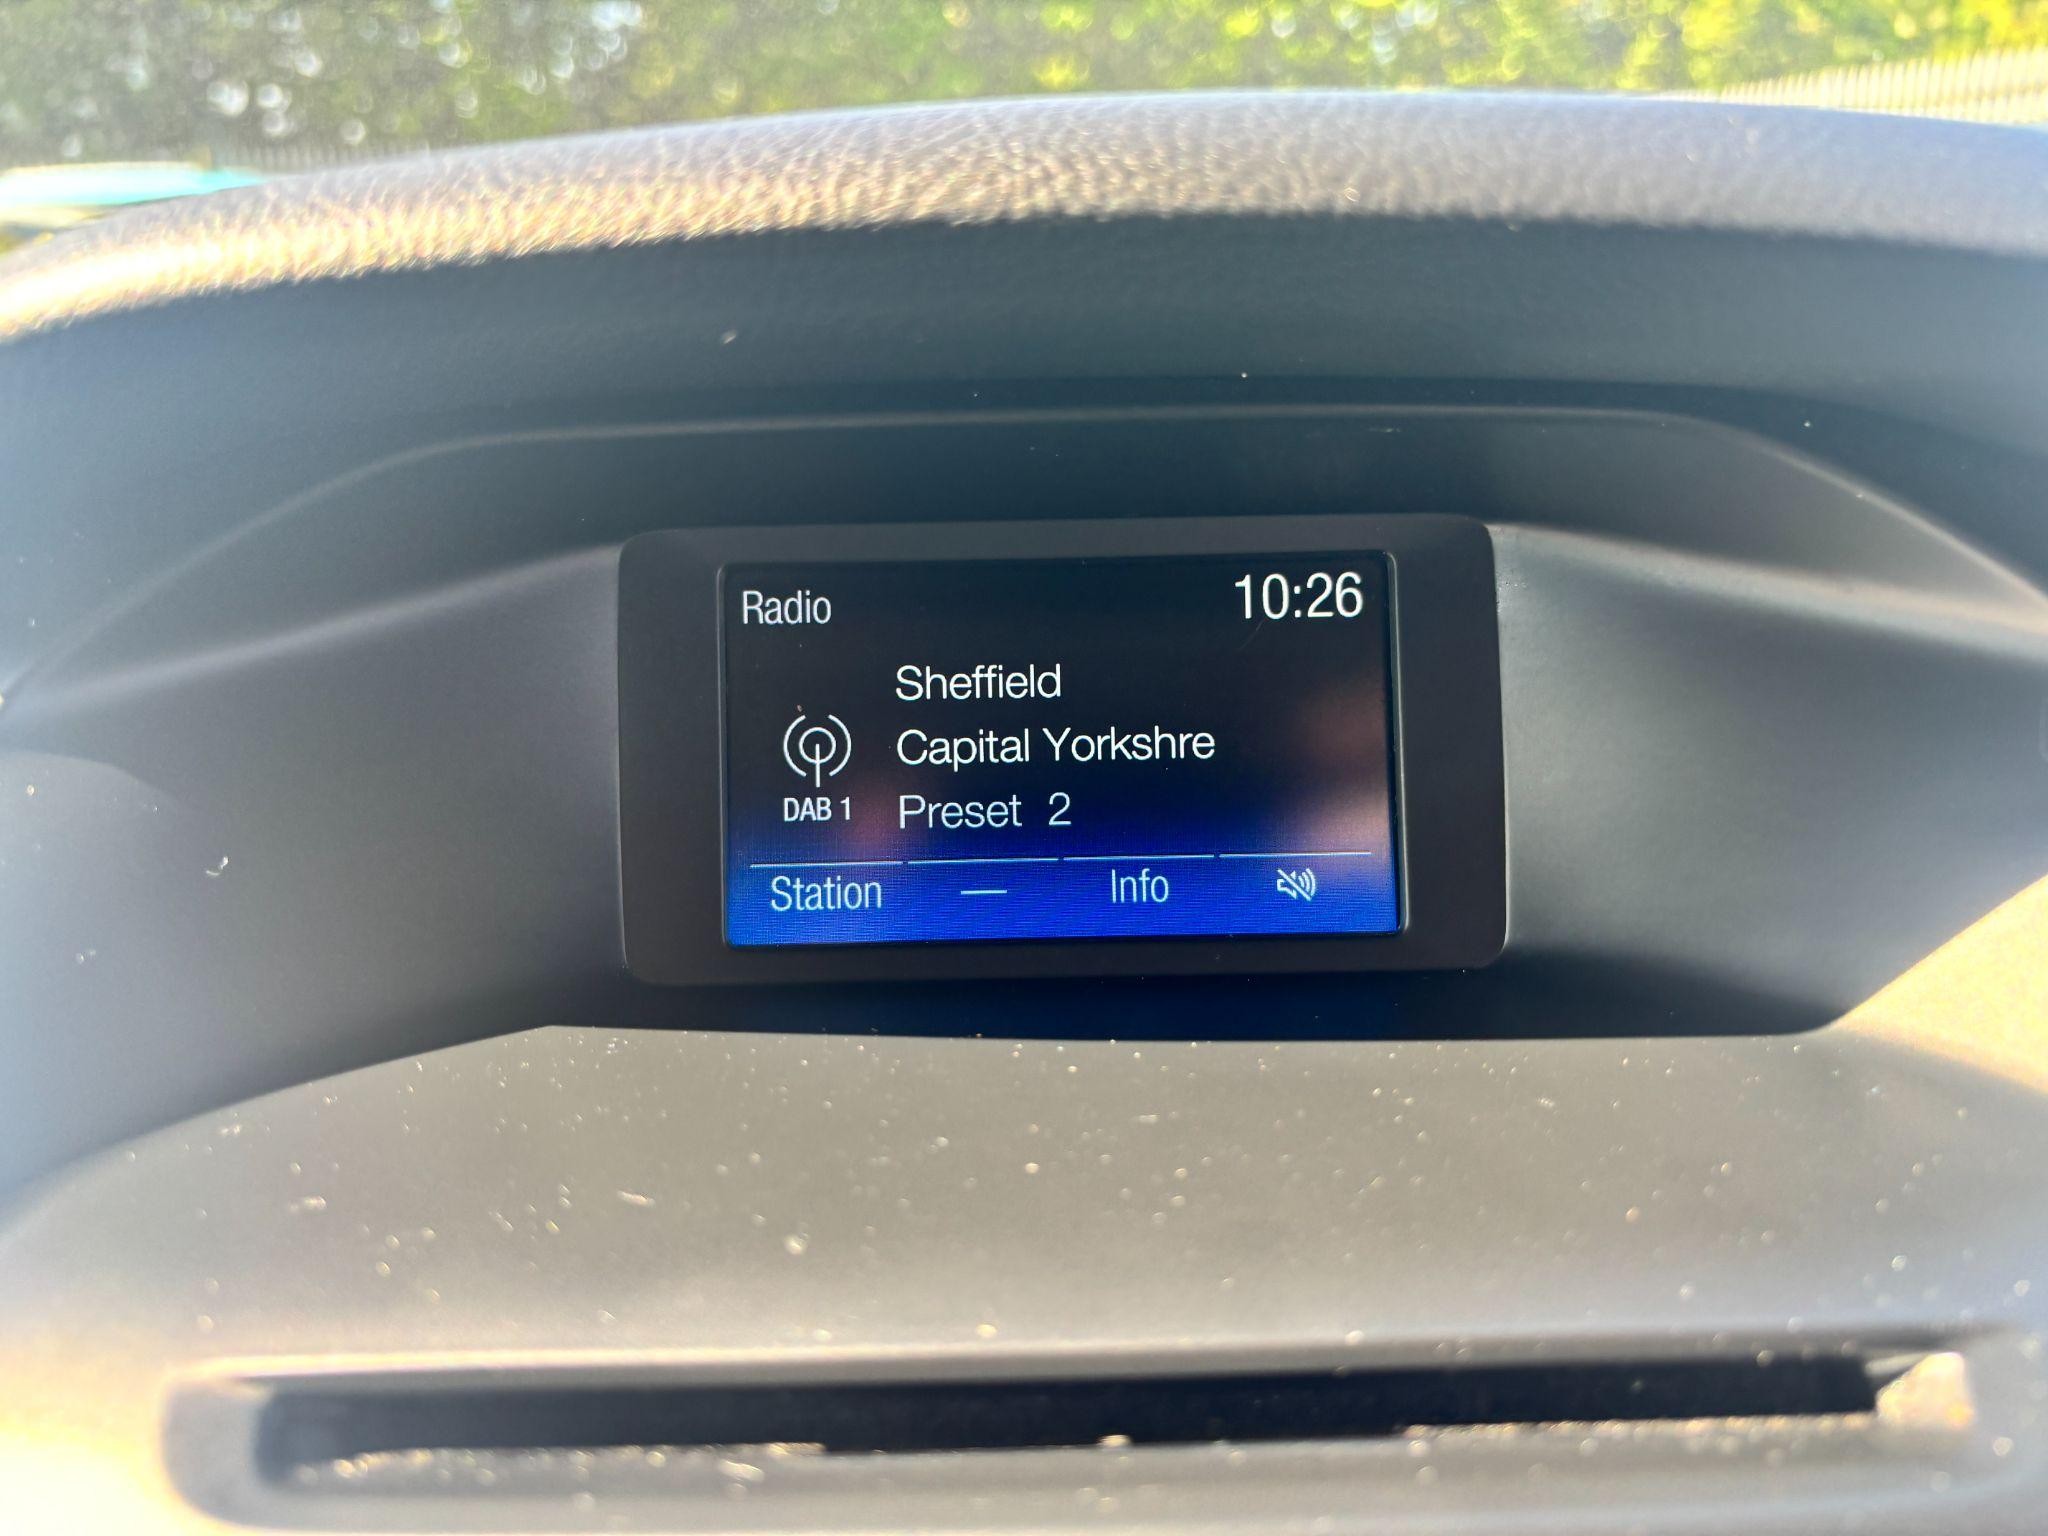 Radio 10:26
Sheffield
Capital Yorkshre
DAB 1 Preset 2
Station — Info